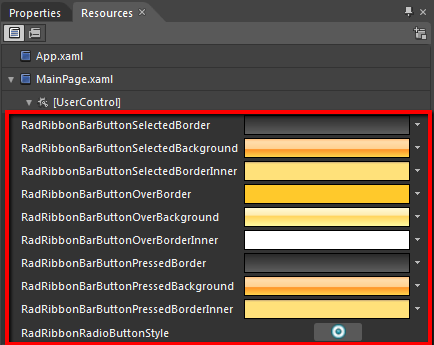 Properties
Resources
App.xaml
MainPage.xaml
[UserControl]
RadRibbonBarButtonSelectedBorder
RadRibbonBarButtonSelectedBackground
RadRibbonBarButtonSelectedBorderInner
RadRibbonBarButtonOverBorder
RadRibbonBarButtonOverBackground
RadRibbonBarButtonOverBorderInner
RadRibbonBarButtonPressedBorder
RadRibbonBarButtonPressedBackground
RadRibbonBarButtonPressedBorderInner
RadRibbonRadioButtonStyle